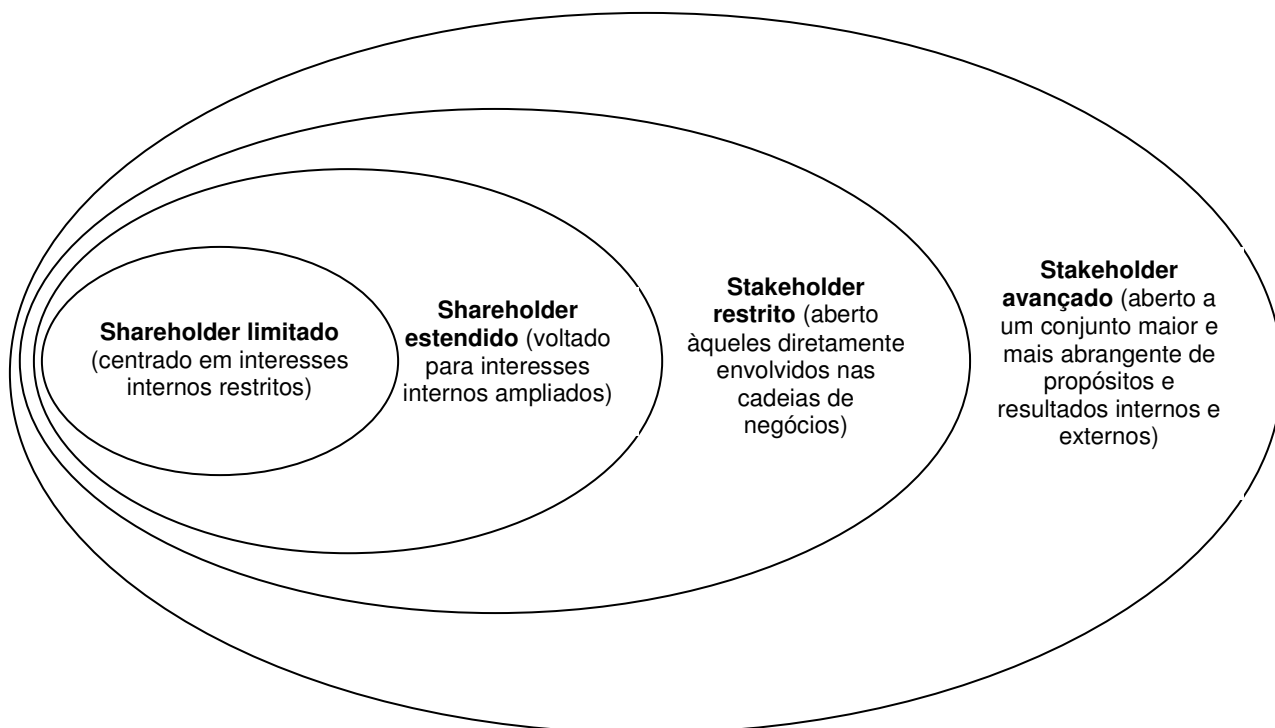 Shareholder limitado
(centrado em interesses
internos restritos)
Shareholder
estendido (voltado
para interesses
internos ampliados)
Stakeholder
restrito (aberto
àqueles diretamente
envolvidos nas
cadeias de
negócios)
Stakeholder
avançado (aberto a
um conjunto maior e
mais abrangente de
propósitos e
resultados internos e
externos)